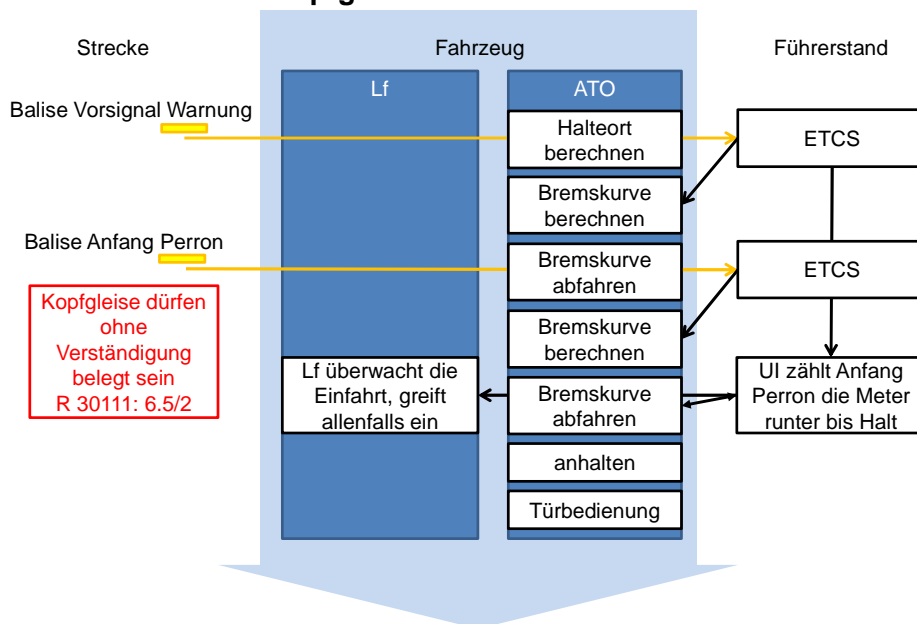 Strecke
Fahrzeug
Führerstand
Lf
ATO
Balise Vorsignal Warnung
Halteort
berechnen
ETCS
Bremskurve
berechnen
Balise Anfang Perron
Bremskurve
abfahren
ETCS
Kopfgleise dürfen
ohne
Verständigung
belegt sein
R 30111: 6.5/2
Bremskurve
berechnen
Lf überwacht die
Einfahrt, greift
allenfalls ein
Bremskurve
abfahren
UI zählt Anfang
Perron die Meter
runter bis Halt
anhalten
Türbedienung